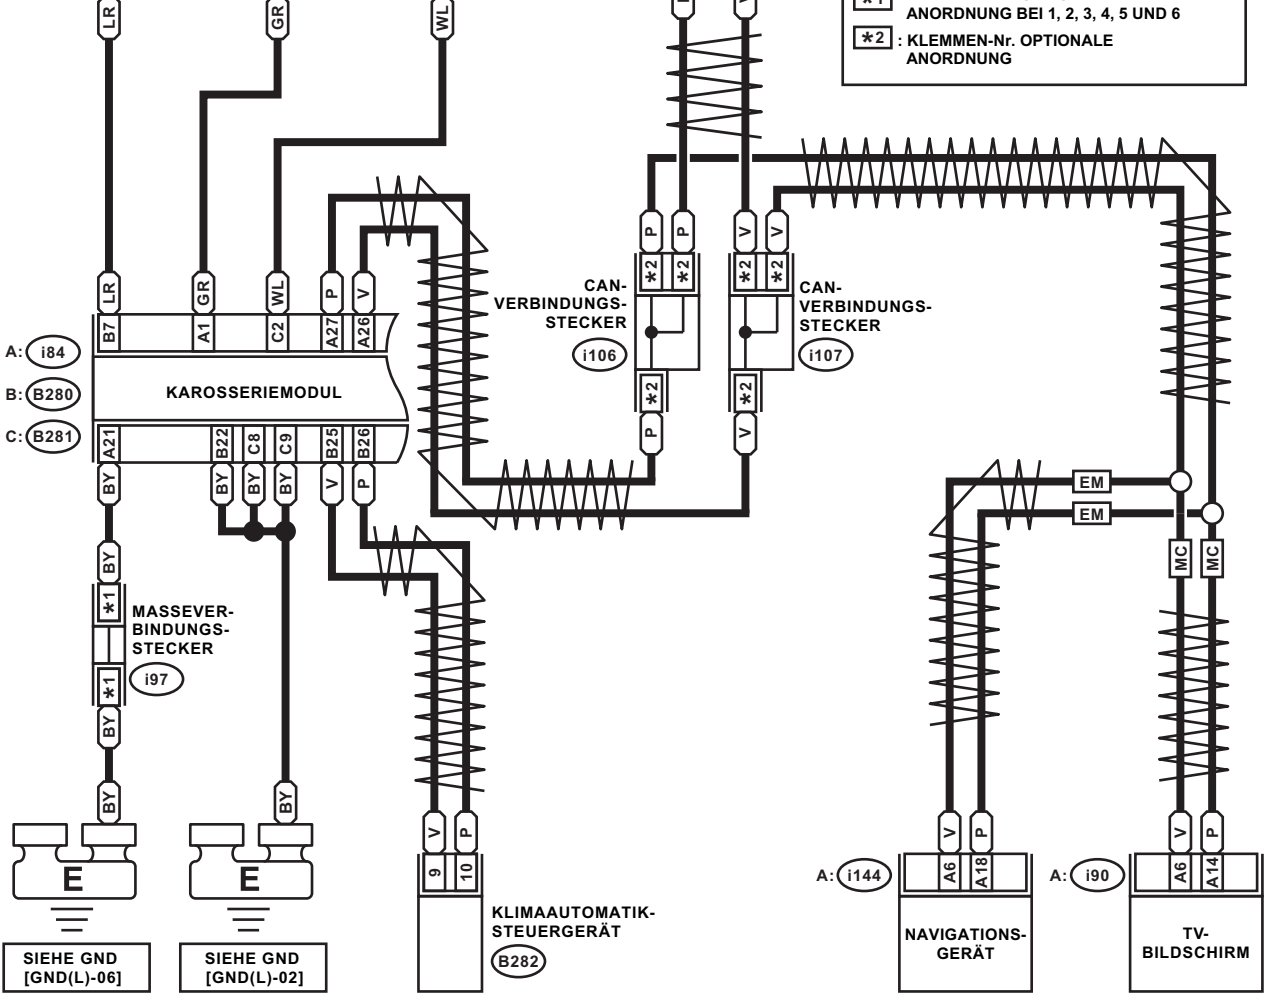 LR
GR
WL
*1
ANORDNUNG BEI 1, 2, 3, 4, 5 UND 6
*2 : KLEMMEN-Nr. OPTIONALE
ANORDNUNG
P
P
V
V
LR
GR
WL
P
V
*2
*2
*2
*2
CAN-
VERBINDUNGS-
STECKER
i106
CAN-
VERBINDUNGS-
STECKER
i107
B7
A1
C2
A27
A26
A: i84
B: B280
C: B281
KAROSSERIEMODUL
*2
*2
P
V
A21
B22
C8
C9
B25
B26
BY
BY
BY
BY
V
P
EM
EM
MC
MC
BY
*1
MASSEVER-
BINDUNGS-
STECKER
i97
*1
BY
BY
BY
V
P
V
P
V
P
9
10
A: i144
A6
A18
A: i90
A6
A14
E
E
SIEHE GND
[GND(L)-06]
SIEHE GND
[GND(L)-02]
KLIMAAUTOMATIK-
STEUERGERÄT
B282
NAVIGATIONS-
GERÄT
TV-
BILDSCHIRM